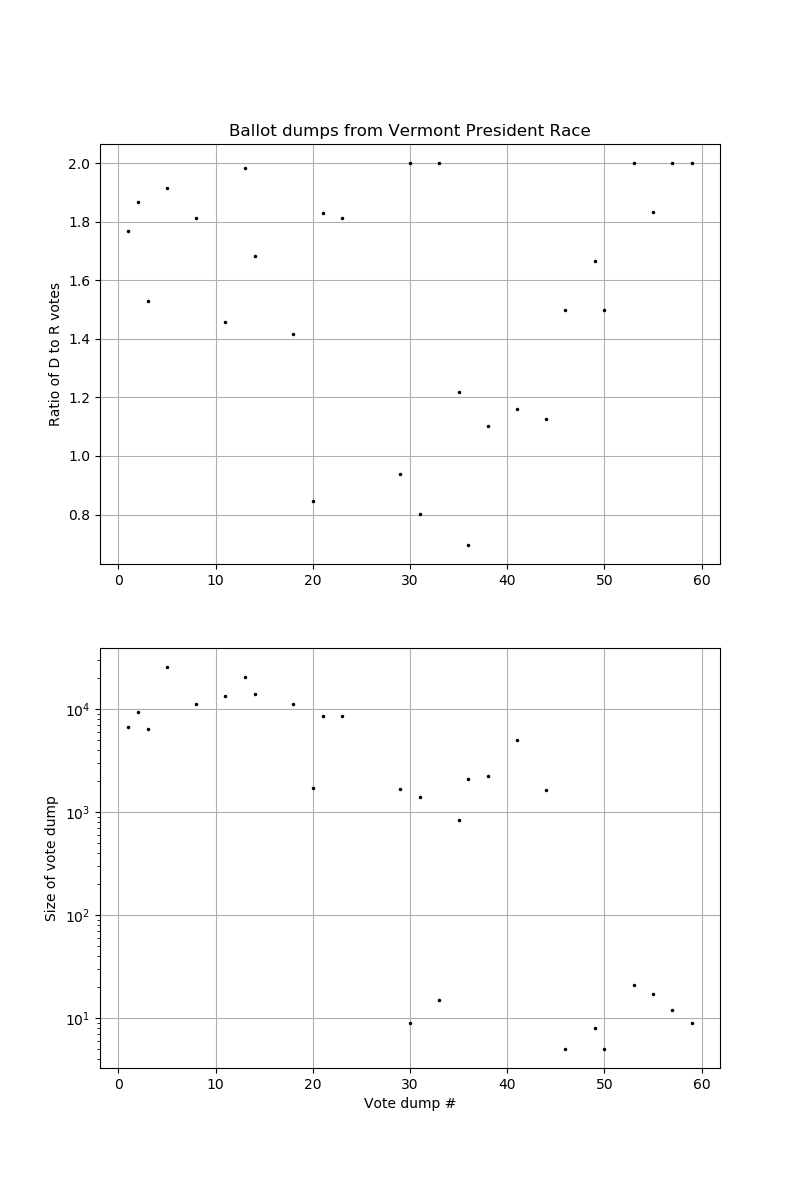 Ballot dumps from Vermont President Race
Ratio of D to R votes
2.0
1.8
1.6
1.4
1.2
1.0
0.8
0 10 20 30 40 50 60
Size of vote dump
10⁴
10³
10²
10¹
0 10 20 30 40 50 60
Vote dump #